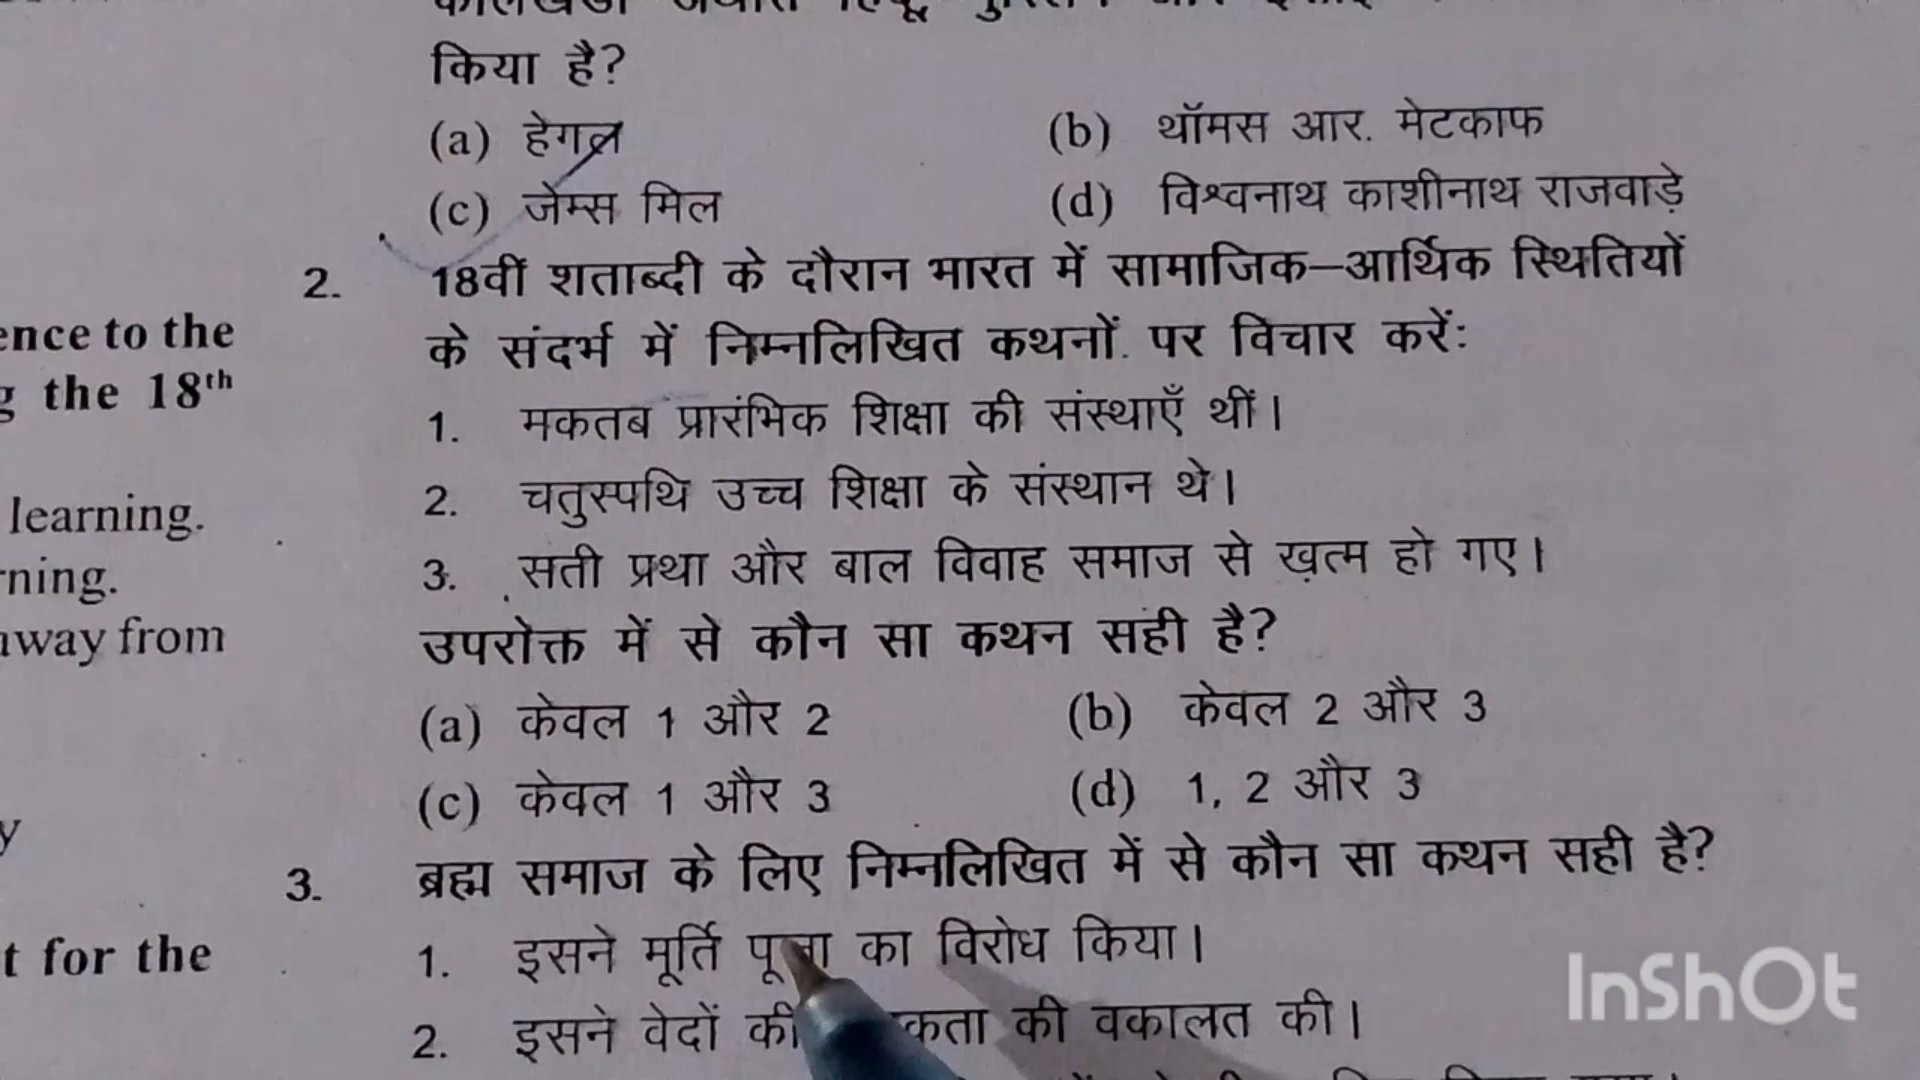 किया है?
(a) हेगल (b) थॉमस आर. मेटकाफ
(c) जेम्स मिल (d) विश्वनाथ काशीनाथ राजवाड़े
2. 18वीं शताब्दी के दौरान भारत में सामाजिक–आर्थिक स्थितियों
के संदर्भ में निम्नलिखित कथनों पर विचार करें:
1. मकतब प्रारंभिक शिक्षा की संस्थाएँ थीं।
2. चतुस्पथि उच्च शिक्षा के संस्थान थे।
3. सती प्रथा और बाल विवाह समाज से ख़त्म हो गए।
उपरोक्त में से कौन सा कथन सही है?
(a) केवल 1 और 2 (b) केवल 2 और 3
(c) केवल 1 और 3 (d) 1, 2 और 3
3. ब्रह्म समाज के लिए निम्नलिखित में से कौन सा कथन सही है?
1. इसने मूर्ति पूजा का विरोध किया।
2. इसने वेदों की की वकालत की।
ence to the
the 18th
learning.
ning.
away from
y
t for the
InShOt